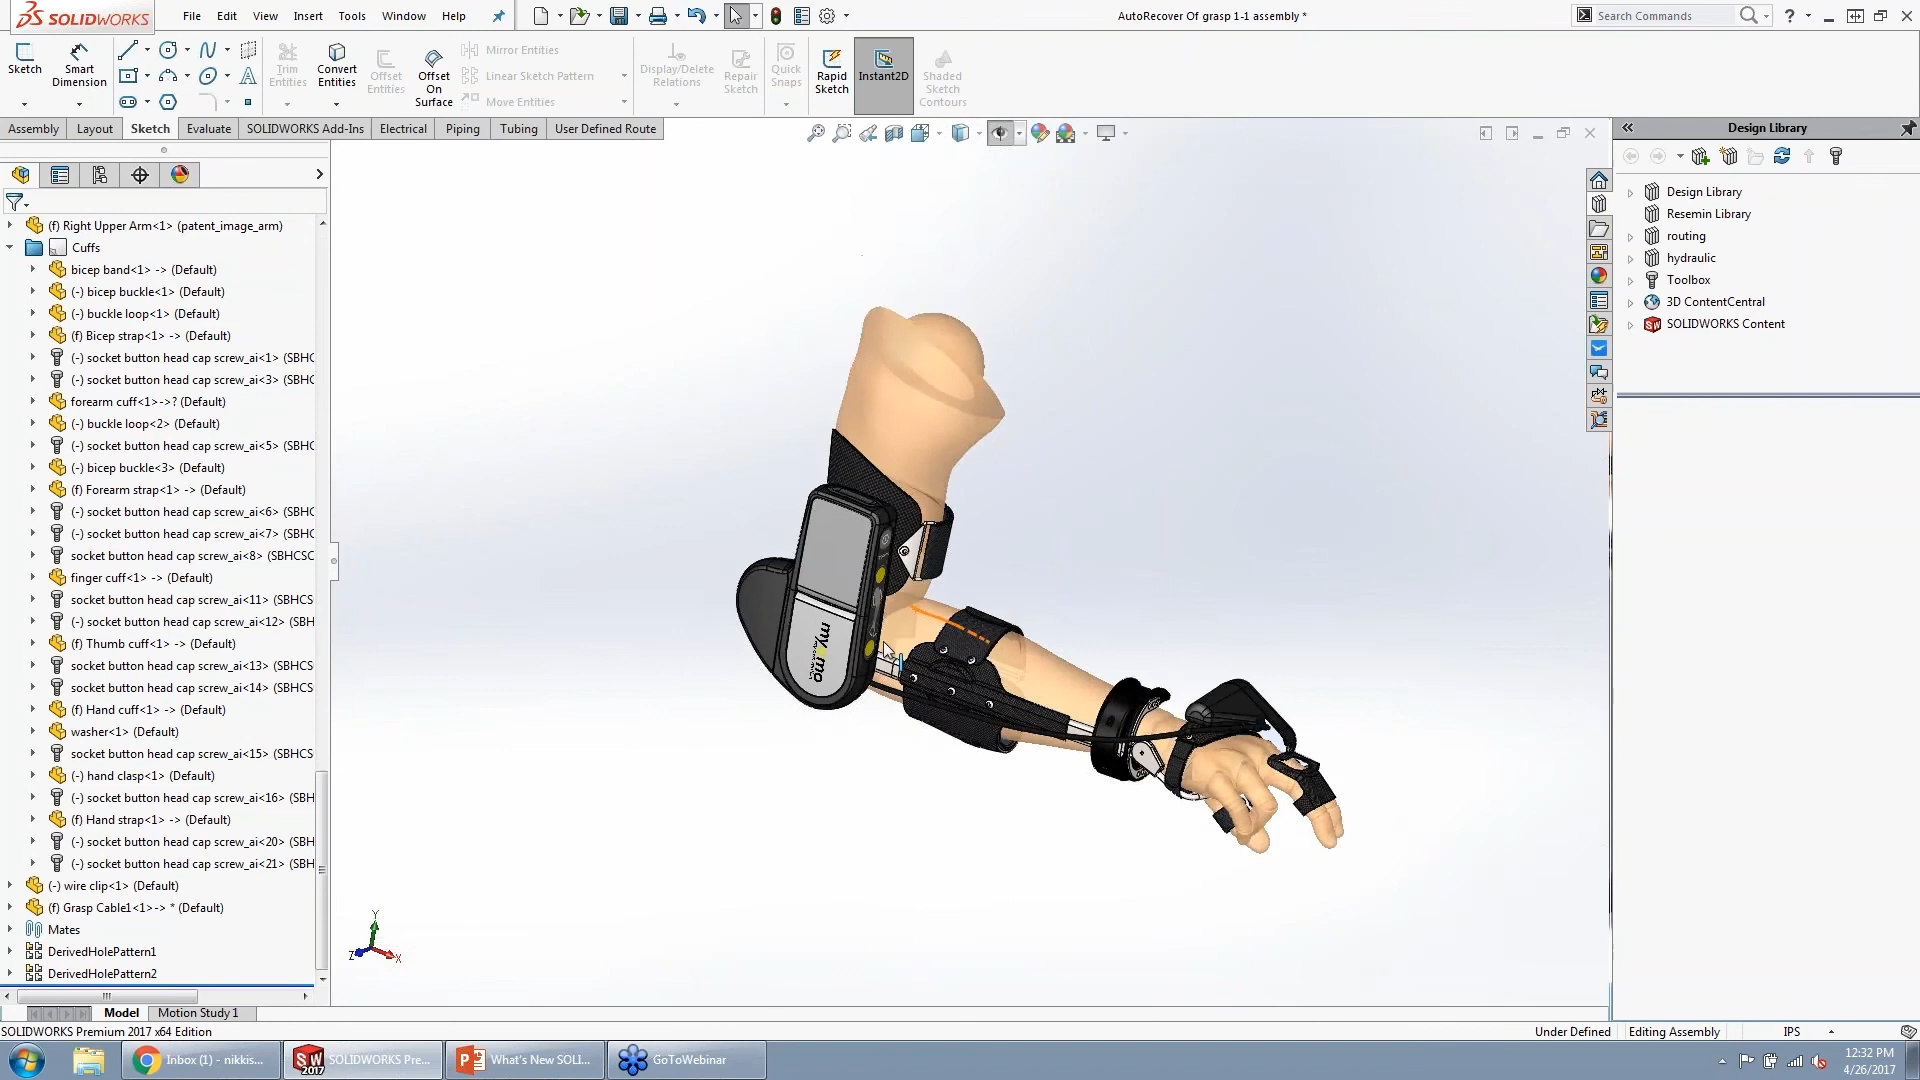 SOLIDWORKS
File Edit View Insert Tools Window Help
AutoRecover Of grasp 1-1 assembly *
Search Commands
Sketch
Smart Dimension
Trim Entities
Convert Entities
Offset Entities
Offset On Surface
Mirror Entities
Linear Sketch Pattern
Move Entities
Display/Delete Relations
Repair Sketch
Quick Snaps
Rapid Sketch
Instant2D
Shaded Sketch Contours
Assembly Layout Sketch Evaluate SOLIDWORKS Add-Ins Electrical Piping Tubing User Defined Route
Design Library
(f) Right Upper Arm<1> (patent_image_arm)
Cuffs
bicep band<1> -> (Default)
(-) bicep buckle<1> (Default)
(-) buckle loop<1> (Default)
(f) Bicep strap<1> -> (Default)
(-) socket button head cap screw_ai<1> (SBHC
(-) socket button head cap screw_ai<3> (SBHC
forearm cuff<1>->? (Default)
(-) buckle loop<2> (Default)
(-) socket button head cap screw_ai<5> (SBHC
(-) bicep buckle<3> (Default)
(f) Forearm strap<1> -> (Default)
(-) socket button head cap screw_ai<6> (SBHC
(-) socket button head cap screw_ai<7> (SBHC
socket button head cap screw_ai<8> (SBHCSC
finger cuff<1> -> (Default)
socket button head cap screw_ai<11> (SBHCS
(-) socket button head cap screw_ai<12> (SBH
(f) Thumb cuff<1> -> (Default)
socket button head cap screw_ai<13> (SBHCS
socket button head cap screw_ai<14> (SBHCS
(f) Hand cuff<1> -> (Default)
washer<1> (Default)
socket button head cap screw_ai<15> (SBHCS
(-) hand clasp<1> (Default)
(-) socket button head cap screw_ai<16> (SBH
(f) Hand strap<1> -> (Default)
(-) socket button head cap screw_ai<20> (SBH
(-) socket button head cap screw_ai<21> (SBH
(-) wire clip<1> (Default)
(f) Grasp Cable1<1>-> * (Default)
Mates
DerivedHolePattern1
DerivedHolePattern2
myomo
Y
Z
X
Design Library
Resemin Library
routing
hydraulic
Toolbox
3D ContentCentral
SOLIDWORKS Content
Model Motion Study 1
SOLIDWORKS Premium 2017 x64 Edition
Under Defined Editing Assembly IPS
Inbox (1) - nikkis...
SW 2017 SOLIDWORKS Pre...
What's New SOLI...
GoToWebinar
12:32 PM
4/26/2017